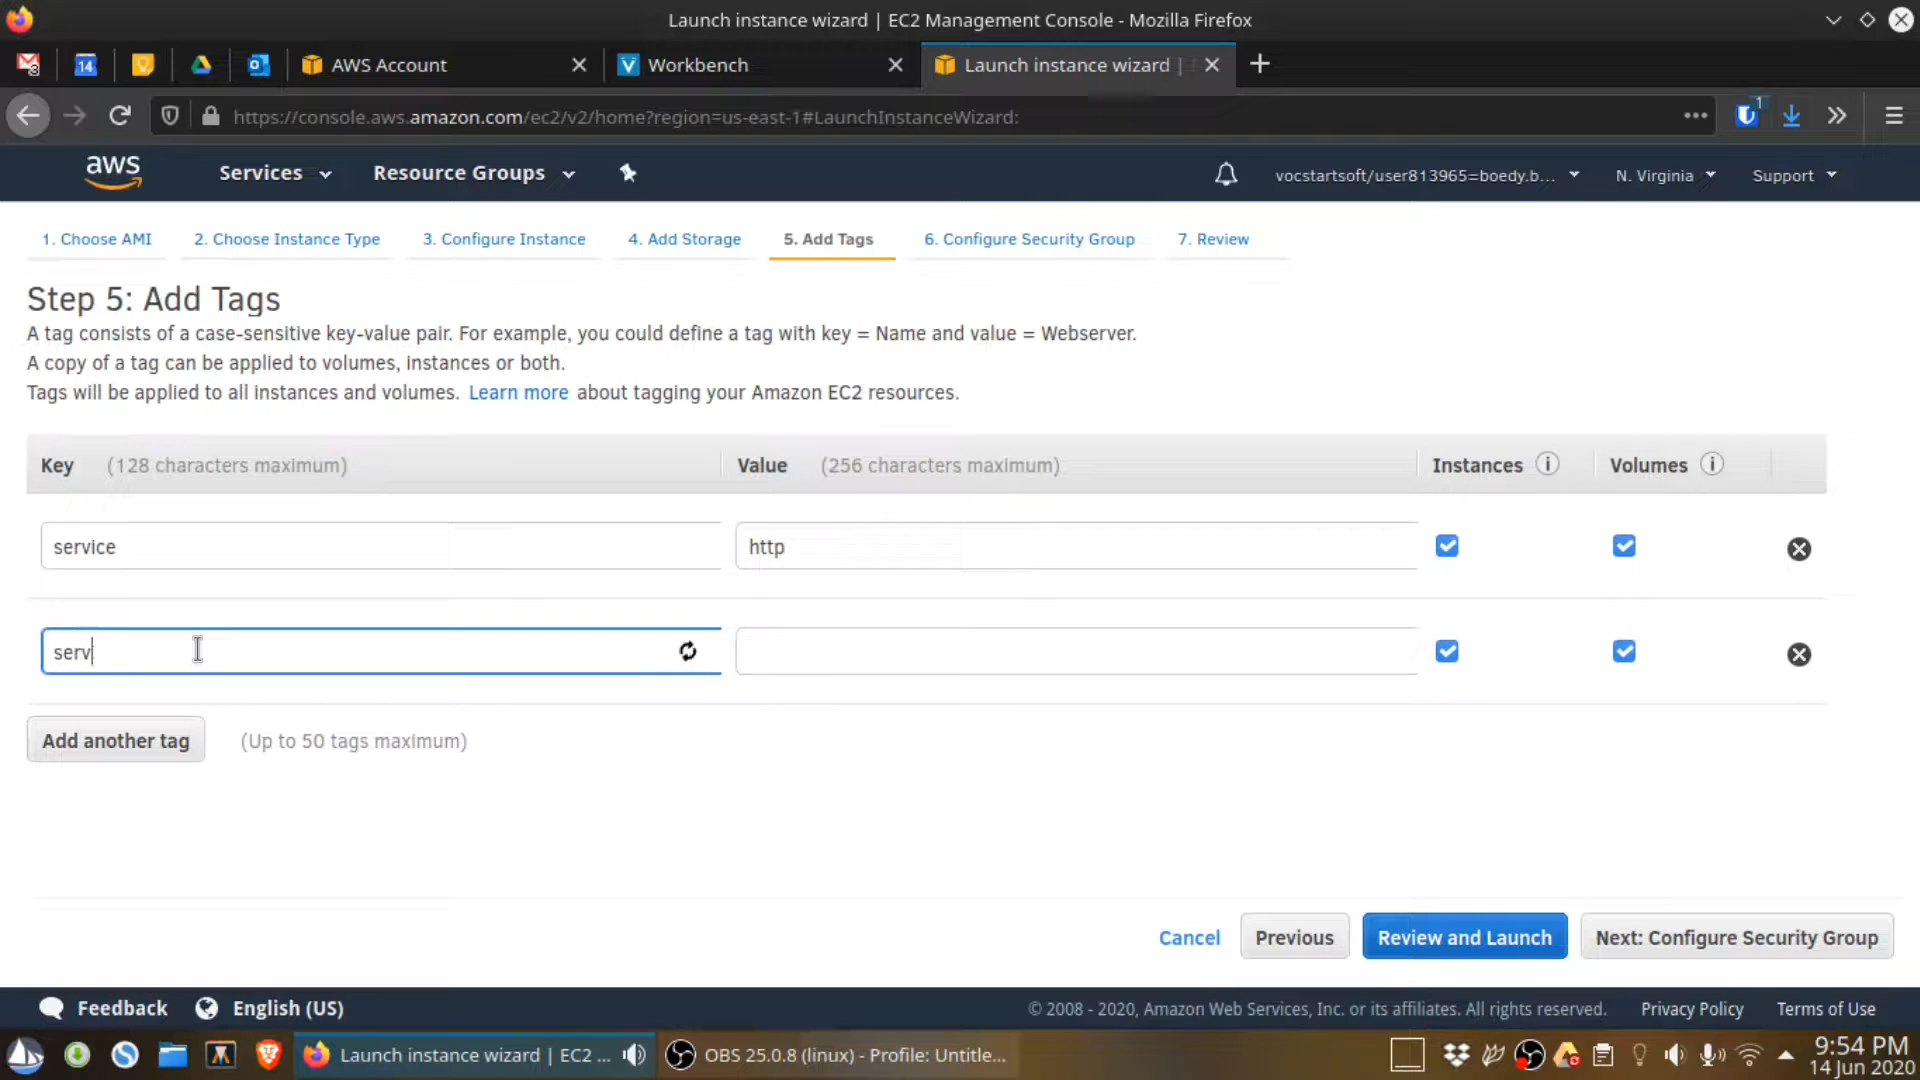 Launch instance wizard | EC2 Management Console - Mozilla Firefox
3
14
AWS Account
Workbench
Launch instance wizard |
1
https://console.aws.amazon.com/ec2/v2/home?region=us-east-1#LaunchInstanceWizard:
aws
Services
Resource Groups
vocstartsoft/user813965=boedy.b...
N. Virginia
Support
1. Choose AMI
2. Choose Instance Type
3. Configure Instance
4. Add Storage
5. Add Tags
6. Configure Security Group
7. Review
Step 5: Add Tags
A tag consists of a case-sensitive key-value pair. For example, you could define a tag with key = Name and value = Webserver.
A copy of a tag can be applied to volumes, instances or both.
Tags will be applied to all instances and volumes. Learn more about tagging your Amazon EC2 resources.
Key (128 characters maximum)
Value (256 characters maximum)
Instances
Volumes
service
http
serv
Add another tag
(Up to 50 tags maximum)
Cancel
Previous
Review and Launch
Next: Configure Security Group
Feedback
English (US)
© 2008 - 2020, Amazon Web Services, Inc. or its affiliates. All rights reserved.
Privacy Policy
Terms of Use
Launch instance wizard | EC2 ...
OBS 25.0.8 (linux) - Profile: Untitle...
9:54 PM
14 Jun 2020